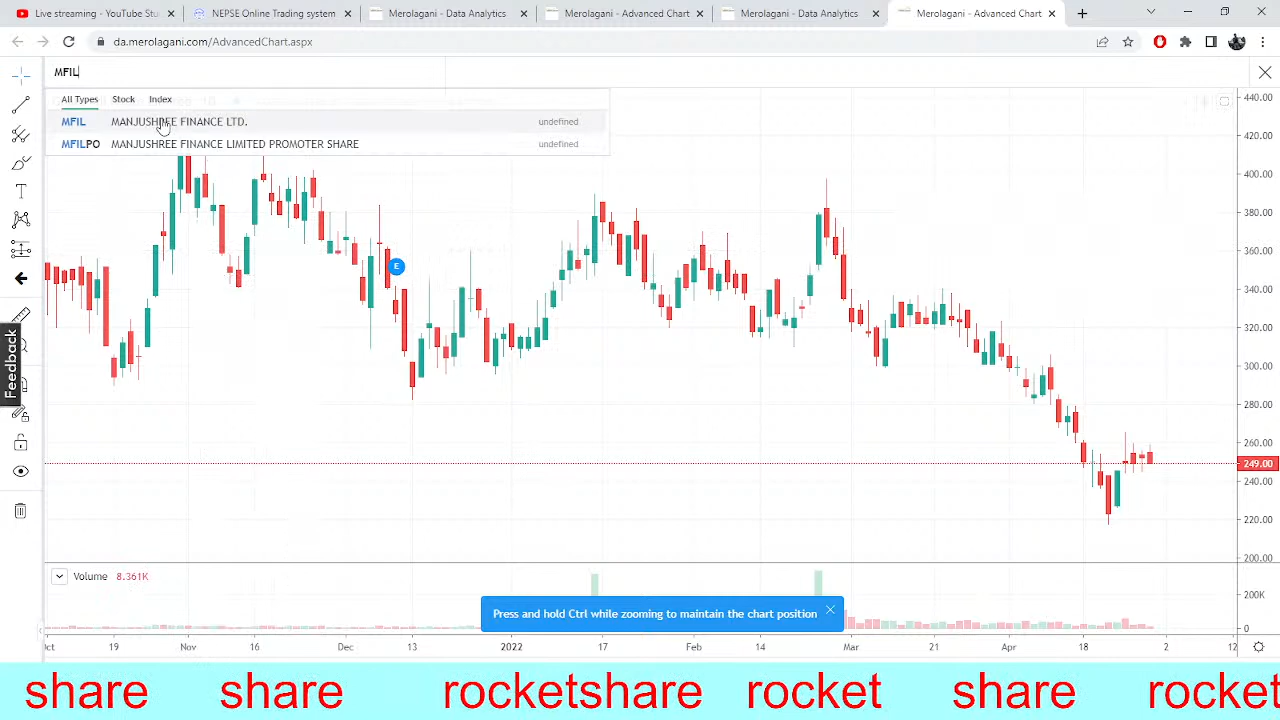 Live streaming - YouTube Stu
NEPSE Online Trading system
Merolagani - Data Analytics
Merolagani - Advanced Chart
Merolagani - Data Analytics
Merolagani - Advanced Chart
da.merolagani.com/AdvancedChart.aspx
MFIL
All Types Stock Index
MFIL MANJUSHREE FINANCE LTD. undefined
MFILPO MANJUSHREE FINANCE LIMITED PROMOTER SHARE undefined
440.00
420.00
400.00
380.00
360.00
340.00
320.00
300.00
280.00
260.00
249.00
240.00
220.00
200.00
E
T
Feedback
Volume 8.361K
200K
0
Press and hold Ctrl while zooming to maintain the chart position
Oct 19 Nov 16 Dec 13 2022 17 Feb 14 Mar 21 Apr 18 2 12
share share rocketshare rocket share rocket